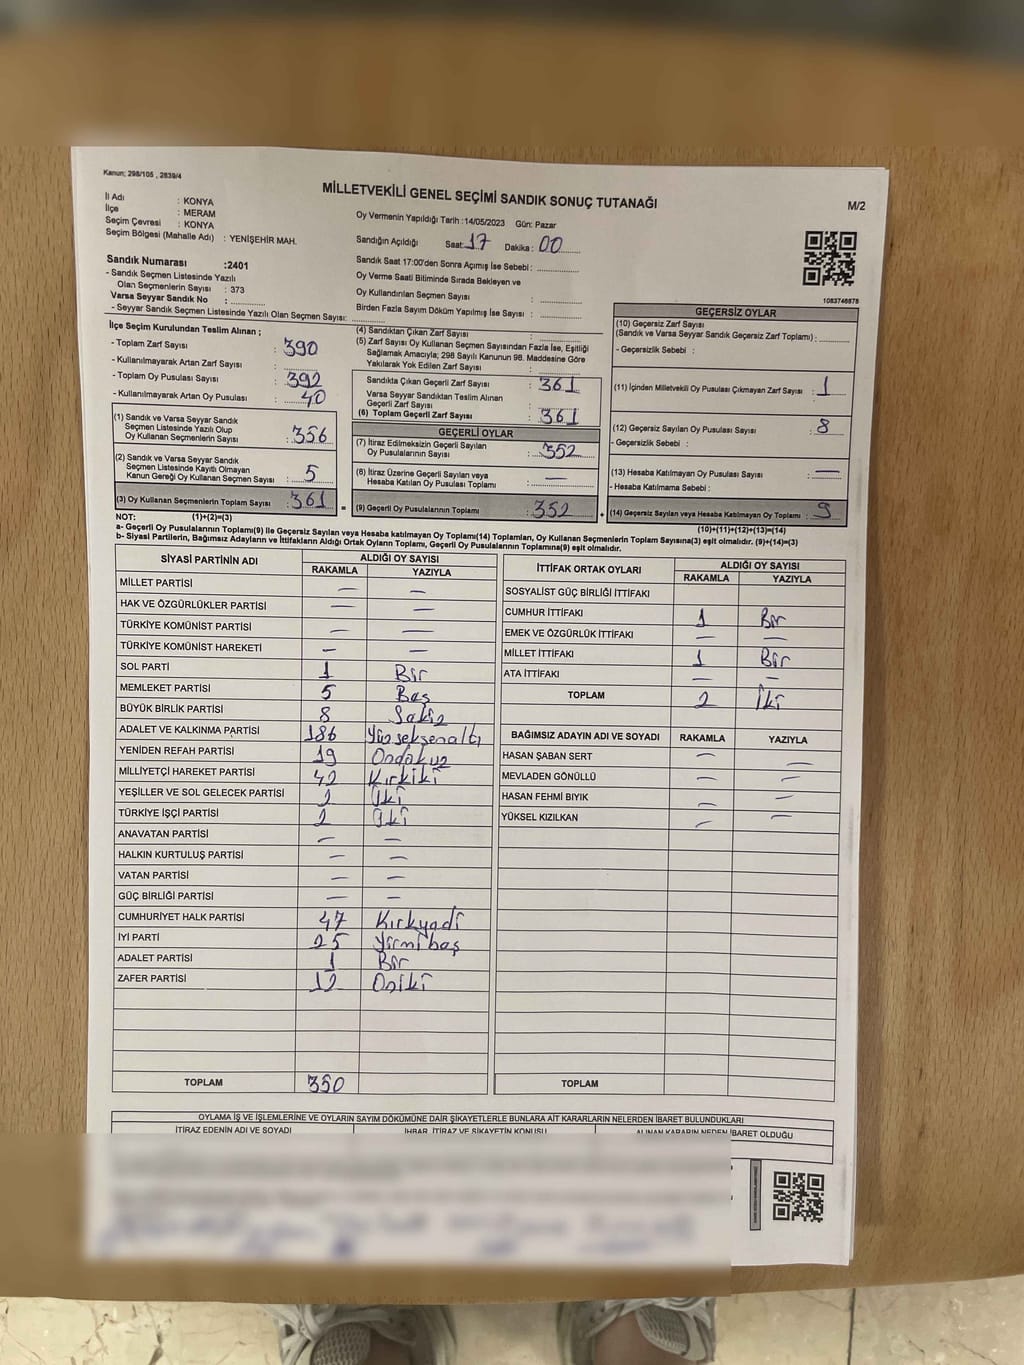 Kanun; 298/105 , 2839/4
MİLLETVEKİLİ GENEL SEÇİMİ SANDIK SONUÇ TUTANAĞI
M/2
İl Adı : KONYA
İlçe : MERAM
Seçim Çevresi : KONYA
Seçim Bölgesi (Mahalle Adı) : YENİŞEHİR MAH.
Sandık Numarası :2401
- Sandık Seçmen Listesinde Yazılı
Olan Seçmenlerin Sayısı : 373
Varsa Seyyar Sandık No :
- Seyyar Sandık Seçmen Listesinde Yazılı Olan Seçmen Sayısı:
Oy Vermenin Yapıldığı Tarih :14/05/2023 Gün: Pazar
Sandığın Açıldığı Saat: 17 Dakika : 00
Sandık Saat 17:00'den Sonra Açımış İse Sebebi :
Oy Verme Saati Bitiminde Sırada Bekleyen ve
Oy Kullandırılan Seçmen Sayısı :
Birden Fazla Sayım Döküm Yapılmış İse Sayısı :
1083746878
İlçe Seçim Kurulundan Teslim Alınan ;
- Toplam Zarf Sayısı : 390
- Kullanılmayarak Artan Zarf Sayısı :
- Toplam Oy Pusulası Sayısı : 392
- Kullanılmayarak Artan Oy Pusulası : 40
(1) Sandık ve Varsa Seyyar Sandık
Seçmen Listesinde Yazılı Olup
Oy Kullanan Seçmenlerin Sayısı : 356
(2) Sandık ve Varsa Seyyar Sandık
Seçmen Listesinde Kayıtlı Olmayan
Kanun Gereği Oy Kullanan Seçmen Sayısı : 5
(3) Oy Kullanan Seçmenlerin Toplam Sayısı : 361
(4) Sandıktan Çıkan Zarf Sayısı :
(5) Zarf Sayısı Oy Kullanan Seçmen Sayısından Fazla İse, Eşitliği
Sağlamak Amacıyla; 298 Sayılı Kanunun 98. Maddesine Göre
Yakılarak Yok Edilen Zarf Sayısı :
Sandıkta Çıkan Geçerli Zarf Sayısı : 361
Varsa Seyyar Sandıktan Teslim Alınan
Geçerli Zarf Sayısı :
(6) Toplam Geçerli Zarf Sayısı : 361
GEÇERLİ OYLAR
(7) İtiraz Edilmeksizin Geçerli Sayılan
Oy Pusulalarının Sayısı : 352
(8) İtiraz Üzerine Geçerli Sayılan veya
Hesaba Katılan Oy Pusulası Toplamı : —
= (9) Geçerli Oy Pusulalarının Toplamı : 352 +
GEÇERSİZ OYLAR
(10) Geçersiz Zarf Sayısı
(Sandık ve Varsa Seyyar Sandık Geçersiz Zarf Toplamı) :
- Geçersizlik Sebebi :
(11) İçinden Milletvekili Oy Pusulası Çıkmayan Zarf Sayısı : 1
(12) Geçersiz Sayılan Oy Pusulası Sayısı : 8
- Geçersizlik Sebebi :
(13) Hesaba Katılmayan Oy Pusulası Sayısı : —
- Hesaba Katılmama Sebebi :
(14) Geçersiz Sayılan veya Hesaba Katılmayan Oy Toplamı : 9
NOT: (1)+(2)=(3)
(10)+(11)+(12)+(13)=(14)
a- Geçerli Oy Pusulalarının Toplamı(9) ile Geçersiz Sayılan veya Hesaba katılmayan Oy Toplamı(14) Toplamları, Oy Kullanan Seçmenlerin Toplam Sayısına(3) eşit olmalıdır. (9)+(14)=(3)
b- Siyasi Partilerin, Bağımsız Adayların ve İttifakların Aldığı Ortak Oyların Toplamı, Geçerli Oy Pusulalarının Toplamına(9) eşit olmalıdır.
SİYASİ PARTİNİN ADI ALDIĞI OY SAYISI
RAKAMLA YAZIYLA
MİLLET PARTİSİ — —
HAK VE ÖZGÜRLÜKLER PARTİSİ — —
TÜRKİYE KOMÜNİST PARTİSİ — —
TÜRKİYE KOMÜNİST HAREKETİ — —
SOL PARTİ 1 Bir
MEMLEKET PARTİSİ 5 Beş
BÜYÜK BİRLİK PARTİSİ 8 Sekiz
ADALET VE KALKINMA PARTİSİ 186 Yüzseksenaltı
YENİDEN REFAH PARTİSİ 19 Ondokuz
MİLLİYETÇİ HAREKET PARTİSİ 42 Kırkiki
YEŞİLLER VE SOL GELECEK PARTİSİ 2 İki
TÜRKİYE İŞÇİ PARTİSİ 2 İki
ANAVATAN PARTİSİ — —
HALKIN KURTULUŞ PARTİSİ — —
VATAN PARTİSİ — —
GÜÇ BİRLİĞİ PARTİSİ — —
CUMHURİYET HALK PARTİSİ 47 Kırkyedi
İYİ PARTİ 25 Yirmibeş
ADALET PARTİSİ 1 Bir
ZAFER PARTİSİ 12 Oniki
TOPLAM 350
İTTİFAK ORTAK OYLARI ALDIĞI OY SAYISI
RAKAMLA YAZIYLA
SOSYALİST GÜÇ BİRLİĞİ İTTİFAKI
CUMHUR İTTİFAKI 1 Bir
EMEK VE ÖZGÜRLÜK İTTİFAKI — —
MİLLET İTTİFAKI 1 Bir
ATA İTTİFAKI — —
TOPLAM 2 İki
BAĞIMSIZ ADAYIN ADI VE SOYADI RAKAMLA YAZIYLA
HASAN ŞABAN SERT — —
MEVLADEN GÖNÜLLÜ — —
HASAN FEHMİ BIYIK — —
YÜKSEL KIZILKAN — —
TOPLAM
OYLAMA İŞ VE İŞLEMLERİNE VE OYLARIN SAYIM DÖKÜMÜNE DAİR ŞİKAYETLERLE BUNLARA AİT KARARLARIN NELERDEN İBARET BULUNDUKLARI
İTİRAZ EDENİN ADI VE SOYADI İHBAR, İTİRAZ VE ŞİKAYETİN KONUSU ALINAN KARARIN NEDEN İBARET OLDUĞU